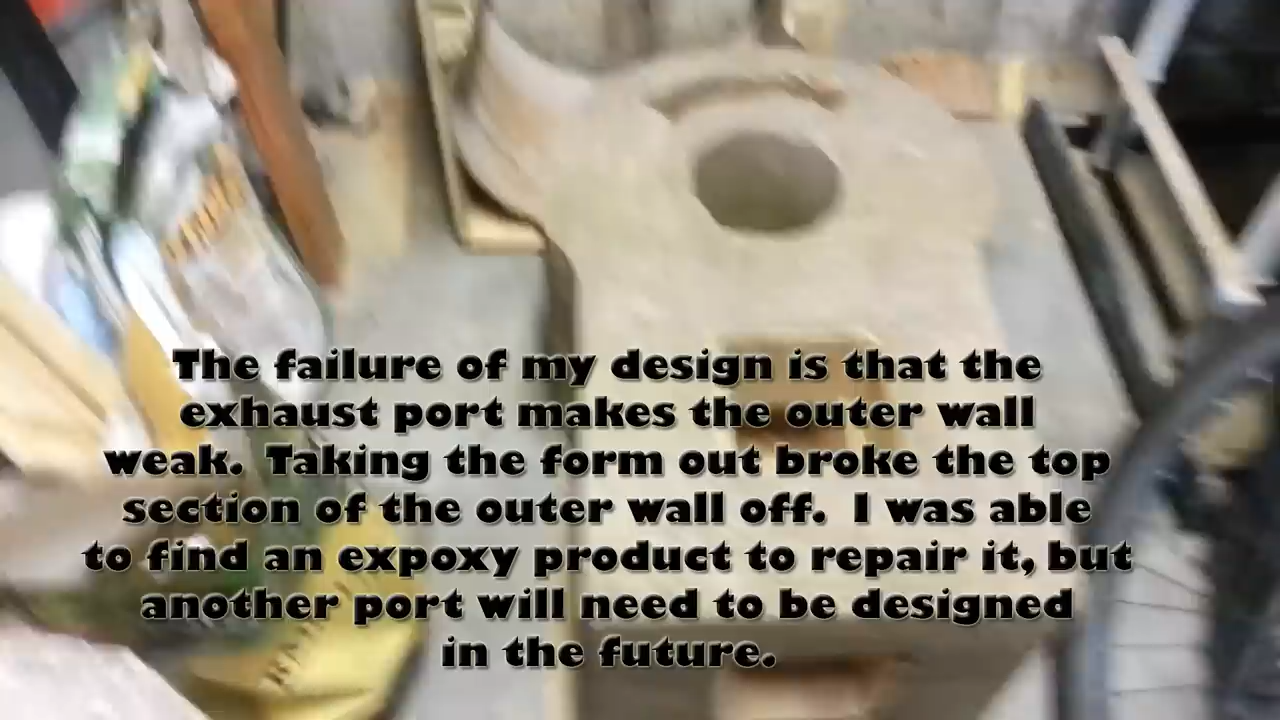 The failure of my design is that the
exhaust port makes the outer wall
weak. Taking the form out broke the top
section of the outer wall off. I was able
to find an expoxy product to repair it, but
another port will need to be designed
in the future.